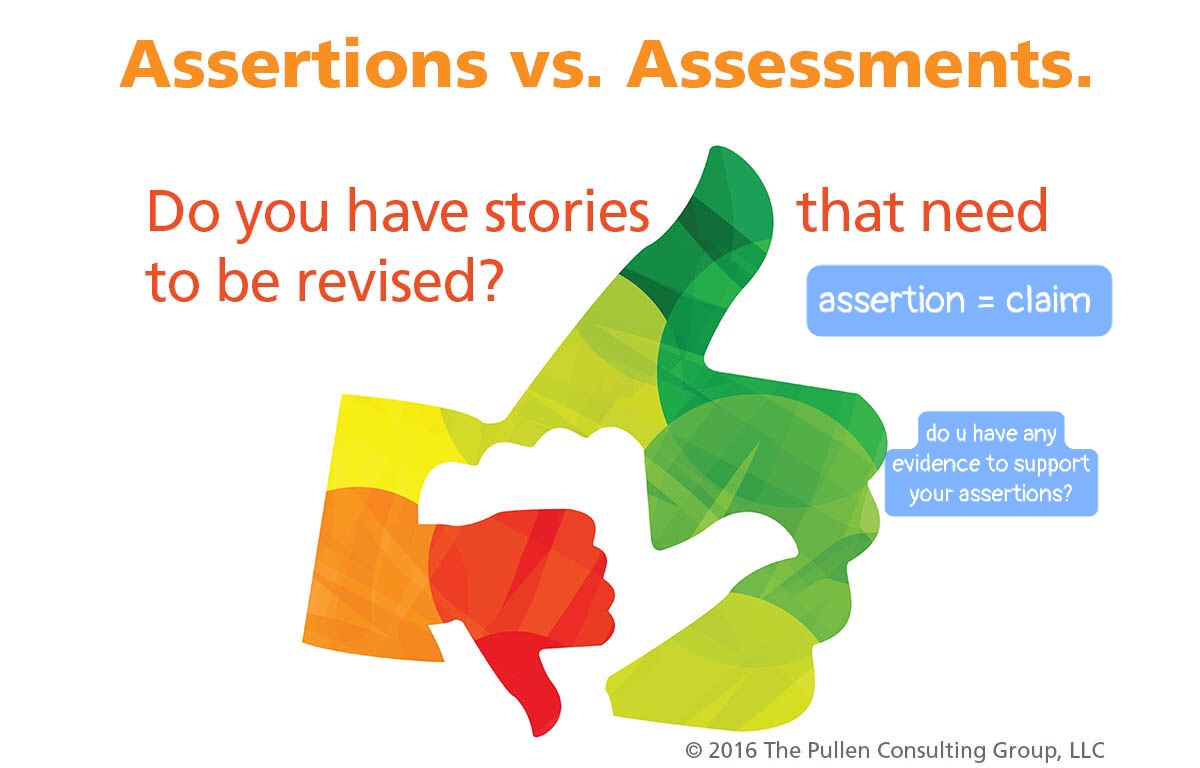 Assertions vs. Assessments.
Do you have stories that need
to be revised?
assertion = claim
do u have any
evidence to support
your assertions?
© 2016 The Pullen Consulting Group, LLC